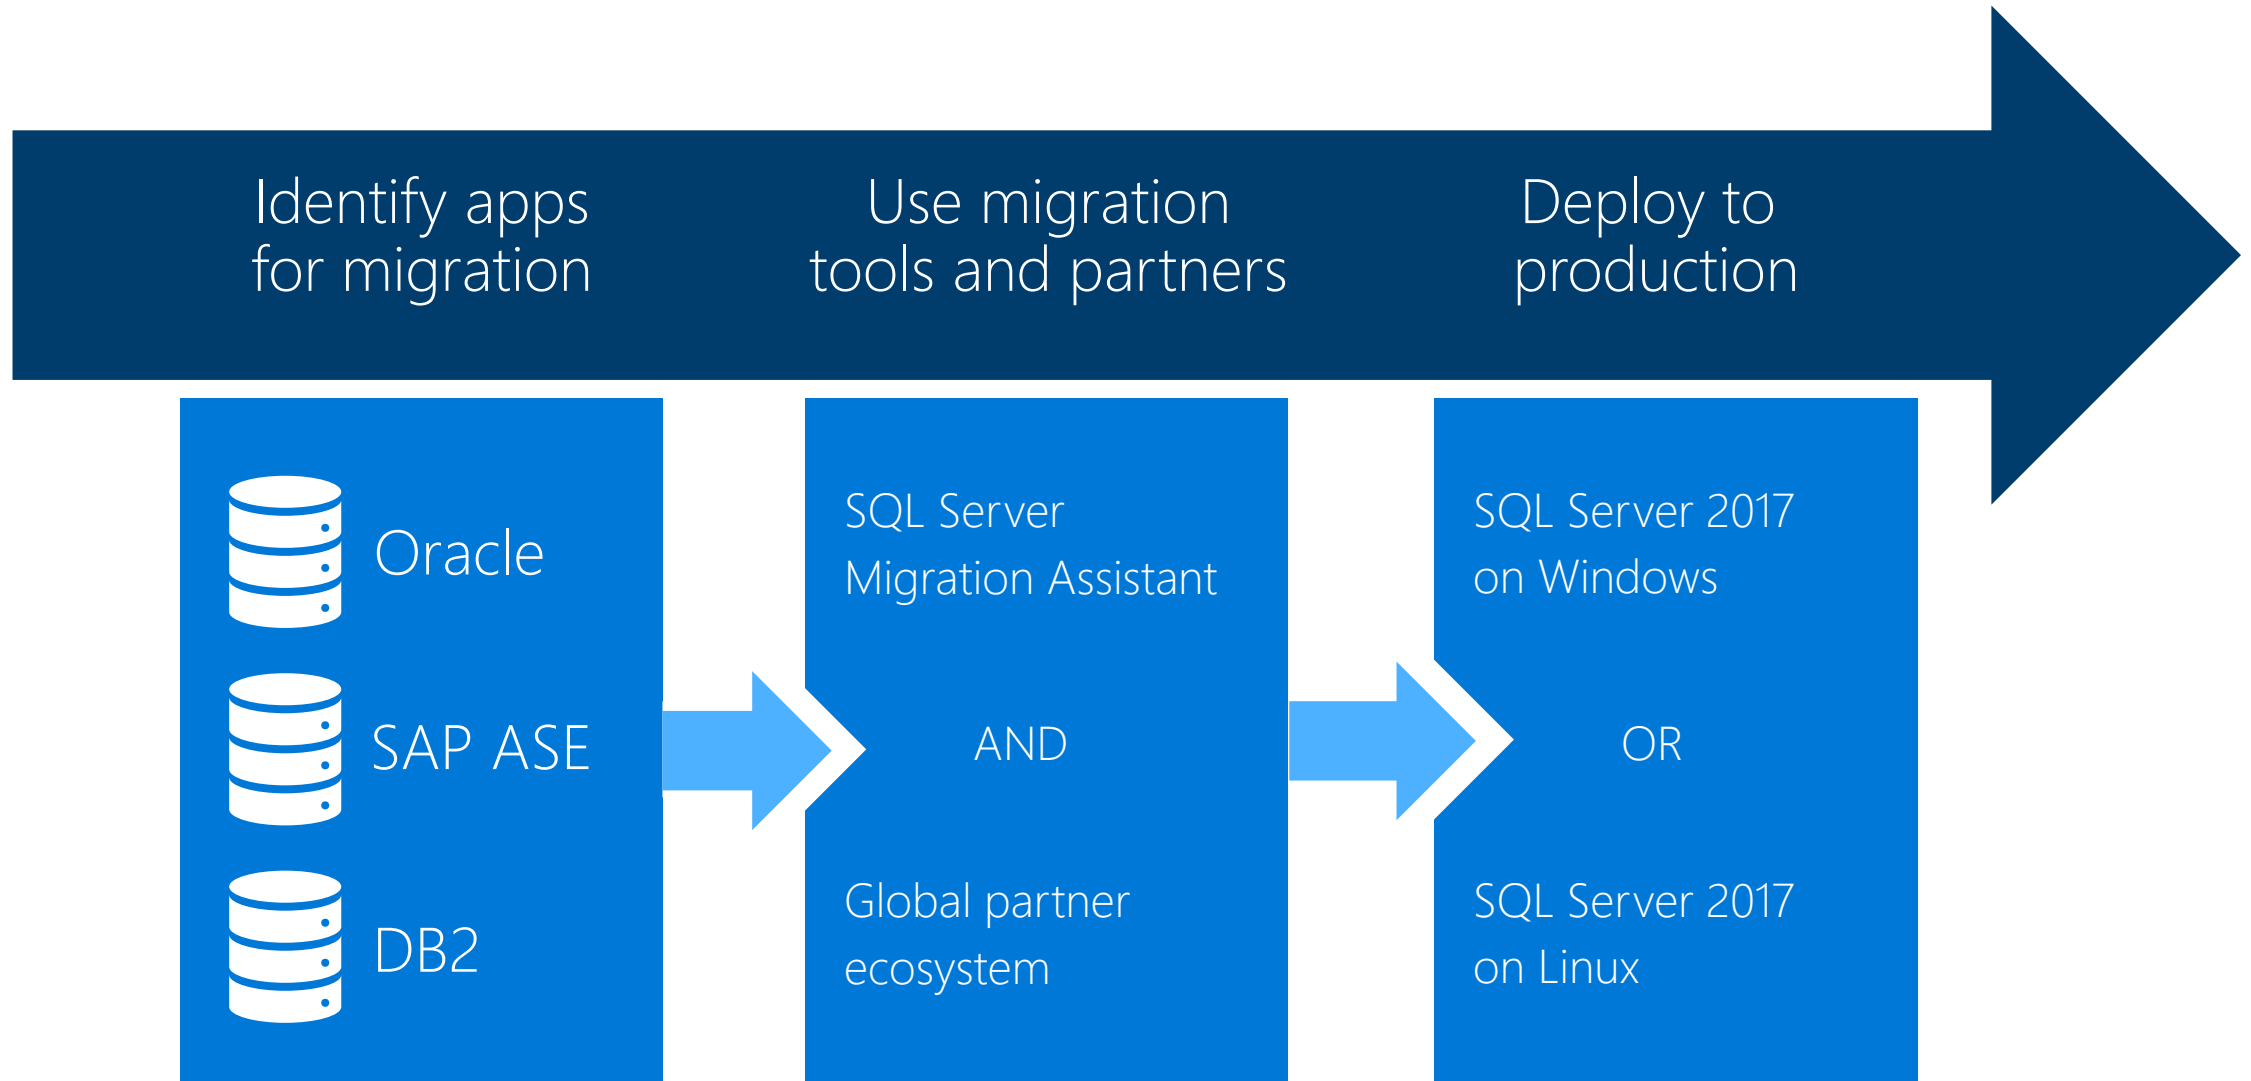 Identify apps
for migration
Use migration
tools and partners
Deploy to
production
Oracle
SAP ASE
DB2
SQL Server
Migration Assistant
AND
Global partner
ecosystem
SQL Server 2017
on Windows
OR
SQL Server 2017
on Linux